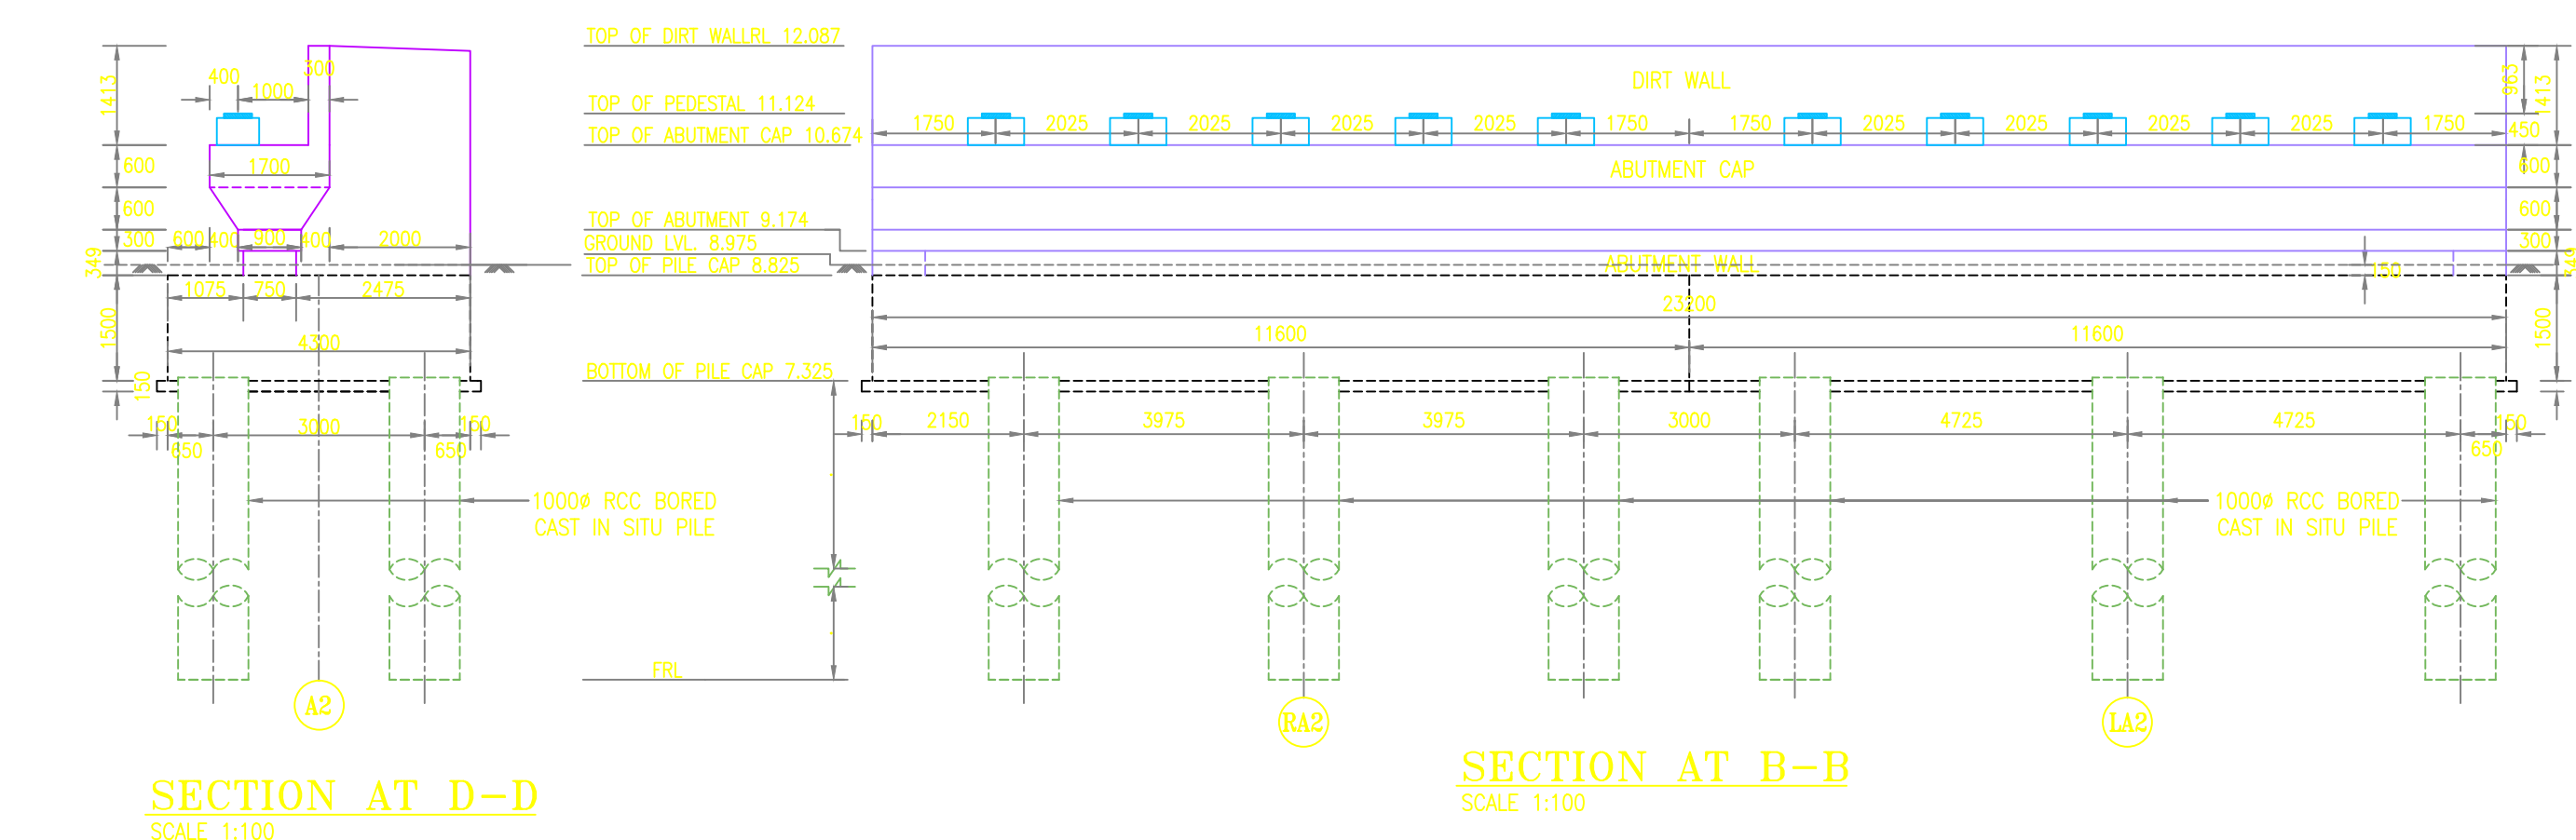 TOP OF DIRT WALLRL 12.087
TOP OF PEDESTAL 11.124
TOP OF ABUTMENT CAP 10.674
TOP OF ABUTMENT 9.174
GROUND LVL. 8.975
TOP OF PILE CAP 8.825
BOTTOM OF PILE CAP 7.325
FRL
1413
600
600
300
349
1500
150
400
1000
300
1700
600
400
900
400
2000
1075
750
2475
4300
150
3000
150
650
650
1000ø RCC BORED
CAST IN SITU PILE
A2
SECTION AT D-D
SCALE 1:100
DIRT WALL
1750
2025
2025
2025
2025
1750
1750
2025
2025
2025
2025
1750
ABUTMENT CAP
ABUTMENT WALL
150
23200
11600
11600
963
1413
450
600
600
300
349
1500
150
2150
3975
3975
3000
4725
4725
150
650
1000ø RCC BORED
CAST IN SITU PILE
RA2
LA2
SECTION AT B-B
SCALE 1:100